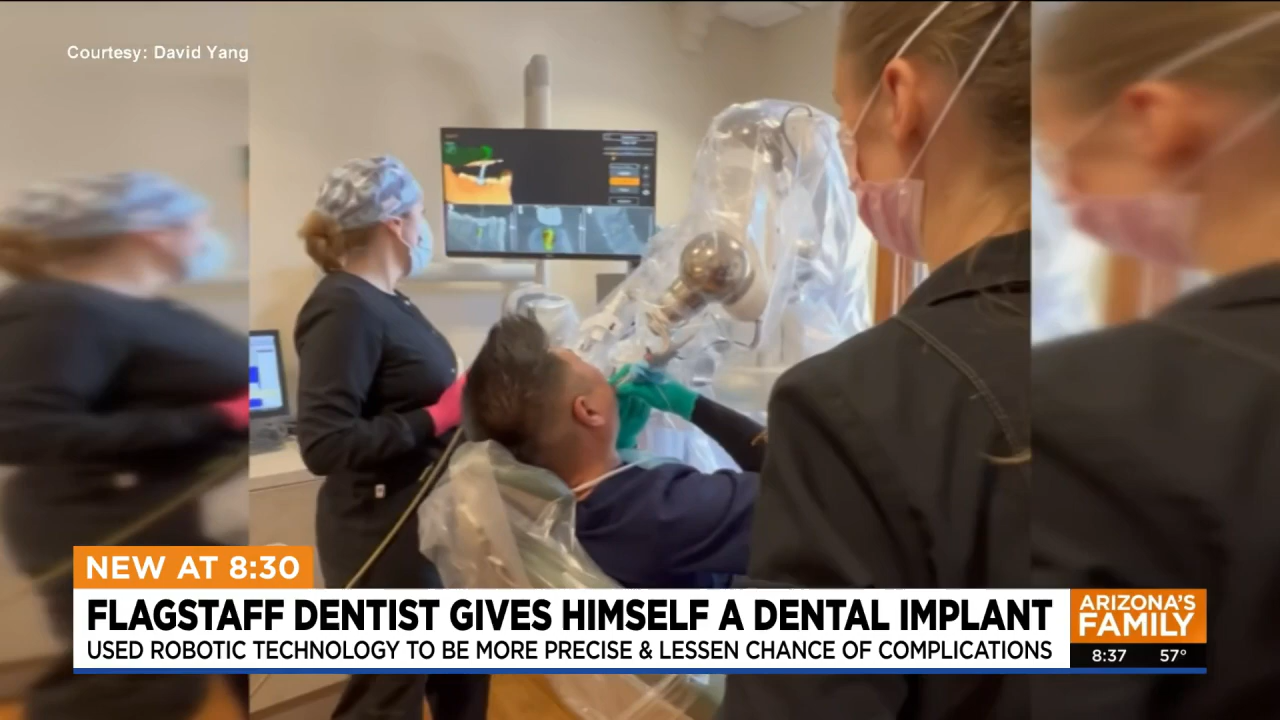 Courtesy: David Yang
NEW AT 8:30
FLAGSTAFF DENTIST GIVES HIMSELF A DENTAL IMPLANT
USED ROBOTIC TECHNOLOGY TO BE MORE PRECISE & LESSEN CHANCE OF COMPLICATIONS
ARIZONA'S
FAMILY
8:37 57°